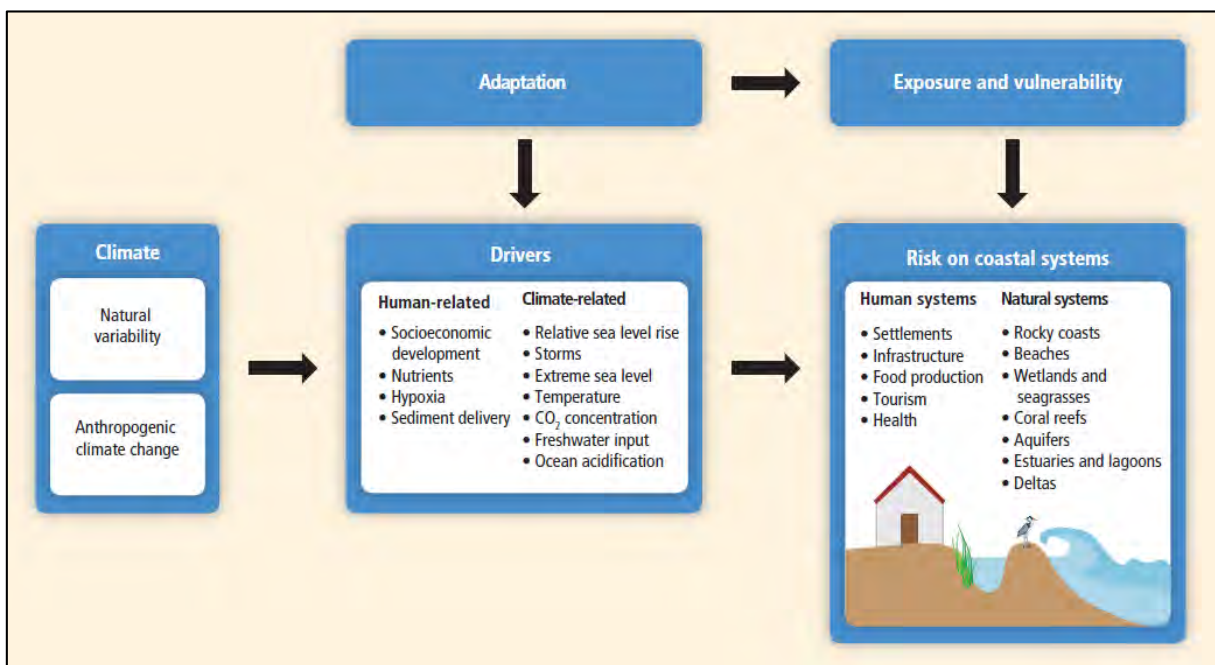 Adaptation
Exposure and vulnerability
Climate
Natural
variability
Anthropogenic
climate change
Drivers
Human-related
• Socioeconomic
development
• Nutrients
• Hypoxia
• Sediment delivery
Climate-related
• Relative sea level rise
• Storms
• Extreme sea level
• Temperature
• CO₂ concentration
• Freshwater input
• Ocean acidification
Risk on coastal systems
Human systems
• Settlements
• Infrastructure
• Food production
• Tourism
• Health
Natural systems
• Rocky coasts
• Beaches
• Wetlands and
seagrasses
• Coral reefs
• Aquifers
• Estuaries and lagoons
• Deltas